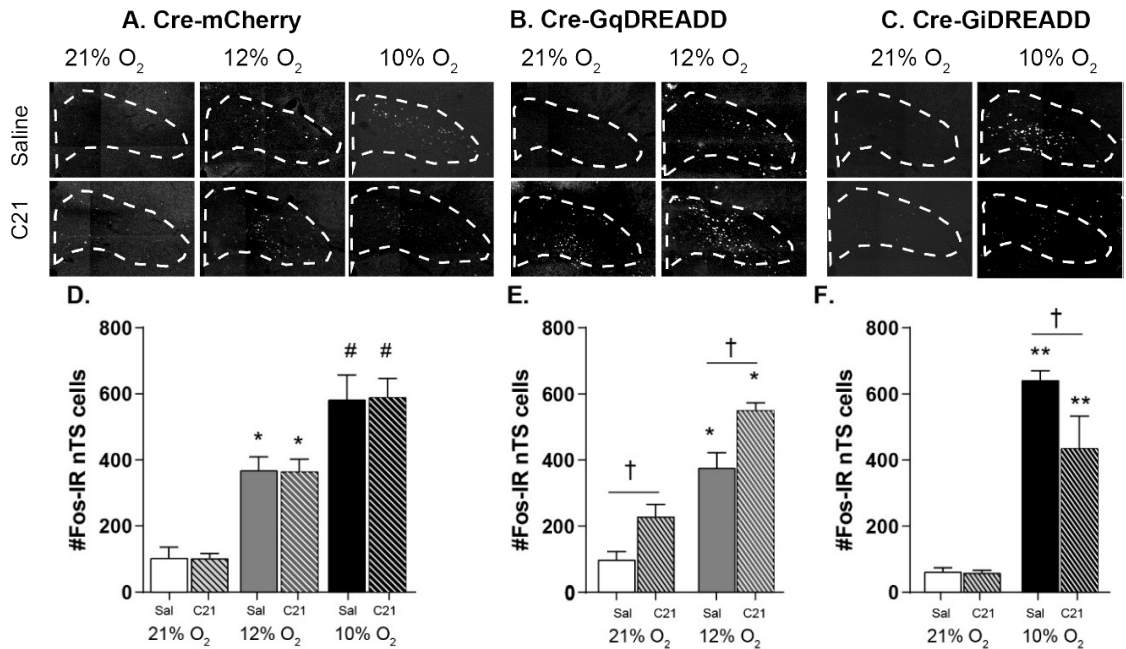 A. Cre-mCherry
B. Cre-GqDREADD
C. Cre-GiDREADD
21% O₂ 12% O₂ 10% O₂
21% O₂ 12% O₂
21% O₂ 10% O₂
Saline
C21
D.
#Fos-IR nTS cells
800
600
400
200
0
* * # #
Sal C21 Sal C21 Sal C21
21% O₂ 12% O₂ 10% O₂
E.
#Fos-IR nTS cells
800
600
400
200
0
† * † *
Sal C21 Sal C21
21% O₂ 12% O₂
F.
#Fos-IR nTS cells
800
600
400
200
0
†
** **
Sal C21 Sal C21
21% O₂ 10% O₂